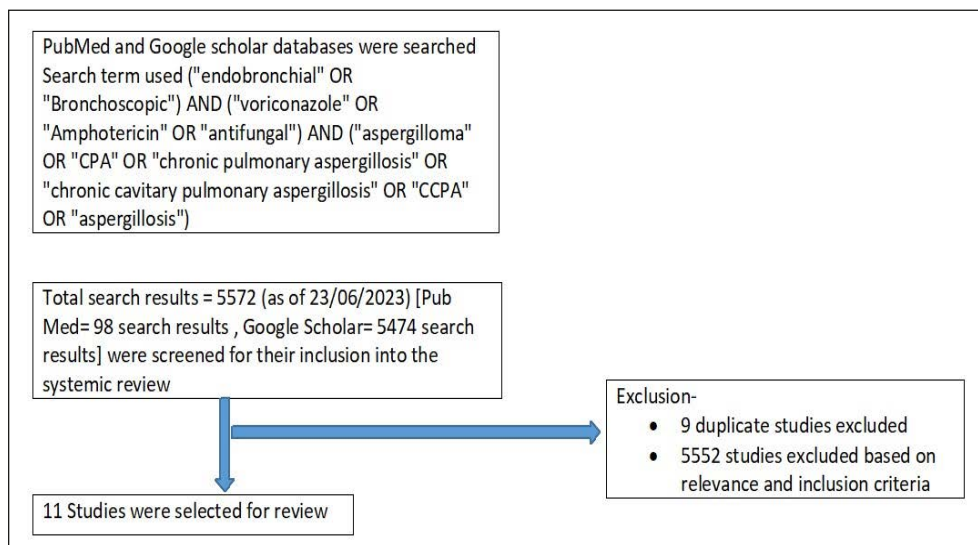 PubMed and Google scholar databases were searched
Search term used ("endobronchial" OR
"Bronchoscopic") AND ("voriconazole" OR
"Amphotericin" OR "antifungal") AND ("aspergilloma"
OR "CPA" OR "chronic pulmonary aspergillosis" OR
"chronic cavitary pulmonary aspergillosis" OR "CCPA"
OR "aspergillosis")
Total search results = 5572 (as of 23/06/2023) [Pub
Med= 98 search results , Google Scholar= 5474 search
results] were screened for their inclusion into the
systemic review
Exclusion-
• 9 duplicate studies excluded
• 5552 studies excluded based on
relevance and inclusion criteria
11 Studies were selected for review